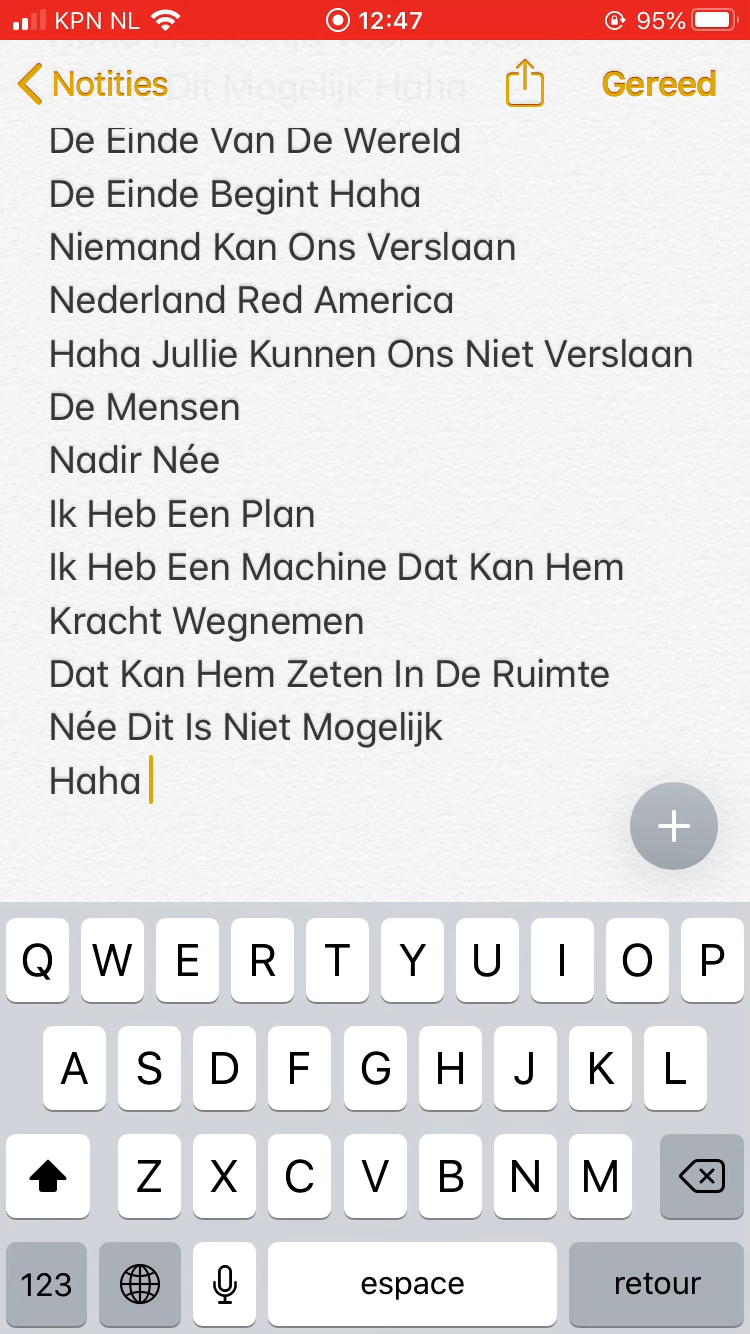 KPN NL 12:47 95%
Dit Mogelijk Haha
Notities Gereed
De Einde Van De Wereld
De Einde Begint Haha
Niemand Kan Ons Verslaan
Nederland Red America
Haha Jullie Kunnen Ons Niet Verslaan
De Mensen
Nadir Née
Ik Heb Een Plan
Ik Heb Een Machine Dat Kan Hem
Kracht Wegnemen
Dat Kan Hem Zeten In De Ruimte
Née Dit Is Niet Mogelijk
Haha
Q W E R T Y U I O P
A S D F G H J K L
Z X C V B N M
123 espace retour